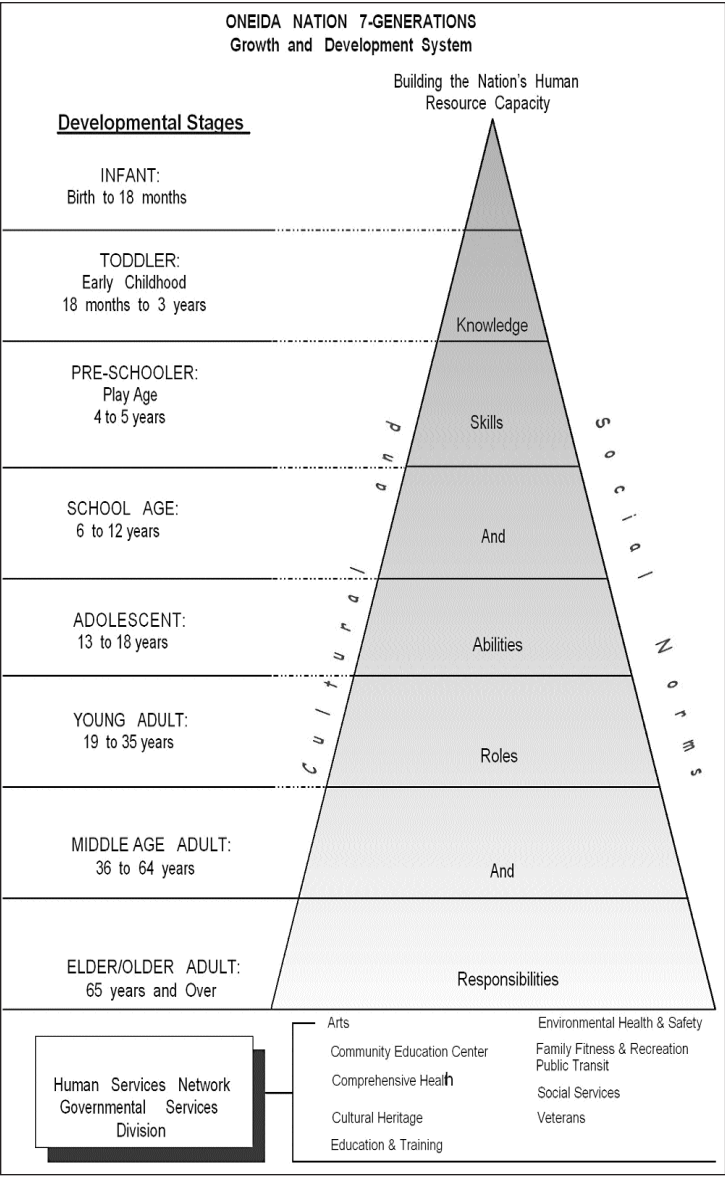 ONEIDA NATION 7-GENERATIONS
Growth and Development System
Building the Nation's Human
Resource Capacity
Developmental Stages
INFANT:
Birth to 18 months
TODDLER:
Early Childhood
18 months to 3 years
Knowledge
PRE-SCHOOLER:
Play Age
4 to 5 years
Skills
SCHOOL AGE:
6 to 12 years
And
ADOLESCENT:
13 to 18 years
Abilities
YOUNG ADULT:
19 to 35 years
Roles
MIDDLE AGE ADULT:
36 to 64 years
And
ELDER/OLDER ADULT:
65 years and Over
Responsibilities
Cultural and
Social Norms
Human Services Network
Governmental Services
Division
Arts
Community Education Center
Comprehensive Health
Cultural Heritage
Education & Training
Environmental Health & Safety
Family Fitness & Recreation
Public Transit
Social Services
Veterans